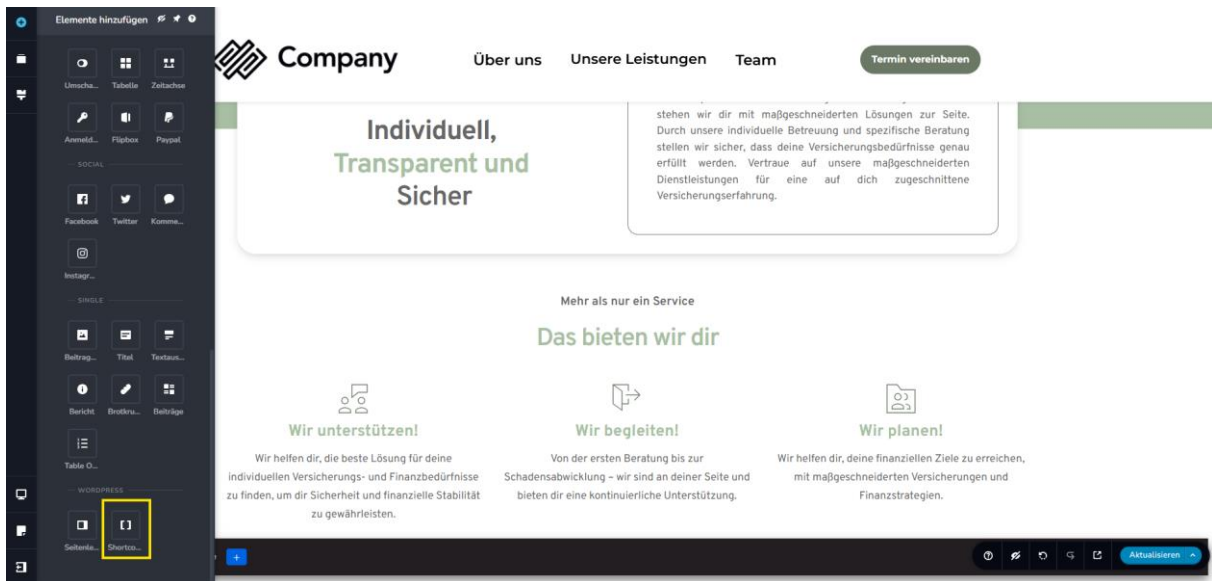 Elemente hinzufügen
Umscha... Tabelle Zeitachse
Anmeld... Flipbox Paypal
SOCIAL
Facebook Twitter Komme...
Instagr...
SINGLE
Beitrag... Titel Textaus...
Bericht Brotkru... Beiträge
Table O...
WORDPRESS
Seitenle... Shortco...
Company
Über uns Unsere Leistungen Team
Termin vereinbaren
Individuell,
Transparent und
Sicher
stehen wir dir mit maßgeschneiderten Lösungen zur Seite.
Durch unsere individuelle Betreuung und spezifische Beratung
stellen wir sicher, dass deine Versicherungsbedürfnisse genau
erfüllt werden. Vertraue auf unsere maßgeschneiderten
Dienstleistungen für eine auf dich zugeschnittene
Versicherungserfahrung.
Mehr als nur ein Service
Das bieten wir dir
Wir unterstützen!
Wir helfen dir, die beste Lösung für deine
individuellen Versicherungs- und Finanzbedürfnisse
zu finden, um dir Sicherheit und finanzielle Stabilität
zu gewährleisten.
Wir begleiten!
Von der ersten Beratung bis zur
Schadensabwicklung – wir sind an deiner Seite und
bieten dir eine kontinuierliche Unterstützung.
Wir planen!
Wir helfen dir, deine finanziellen Ziele zu erreichen,
mit maßgeschneiderten Versicherungen und
Finanzstrategien.
Aktualisieren